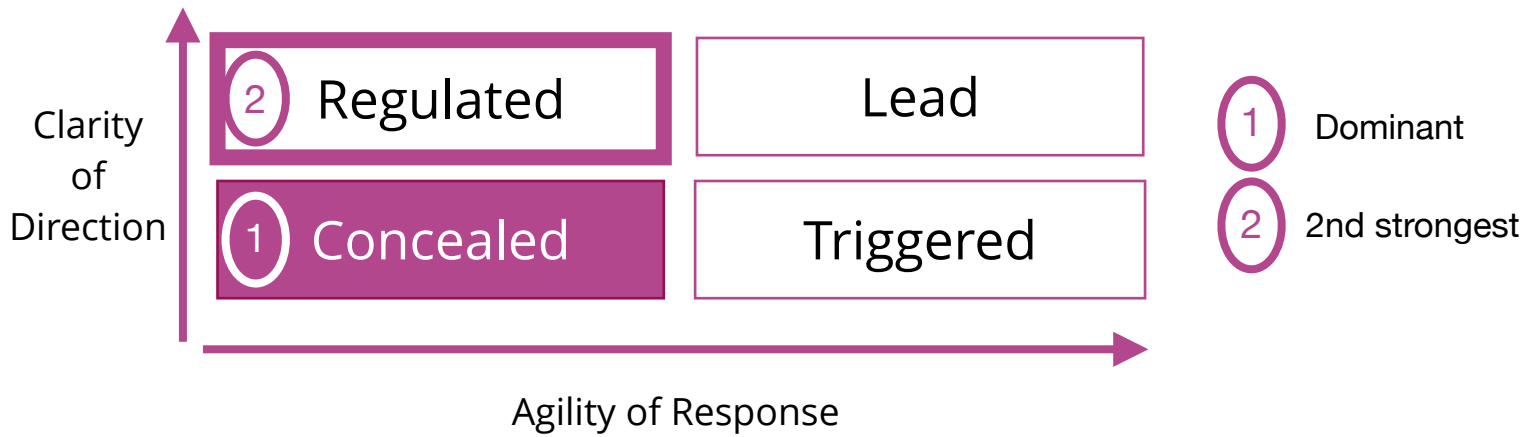 Clarity
of
Direction
2 Regulated
Lead
1 Concealed
Triggered
1 Dominant
2 2nd strongest
Agility of Response